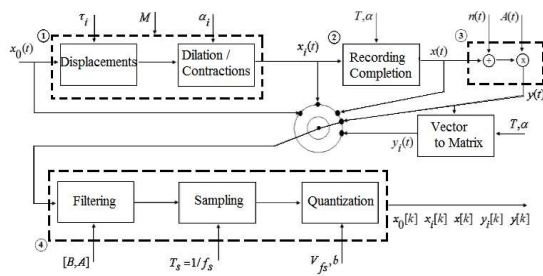 τᵢ M αᵢ T,α n(t) A(t)
① ② ③
x₀(t) Displacements Dilation / Contractions xᵢ(t) Recording Completion x(t) + x
y(t)
yᵢ(t) Vector to Matrix T,α
Filtering Sampling Quantization
x₀[k] xᵢ[k] x[k] yᵢ[k] y[k]
④
[B,A] Tₛ=1/fₛ V_fs,b